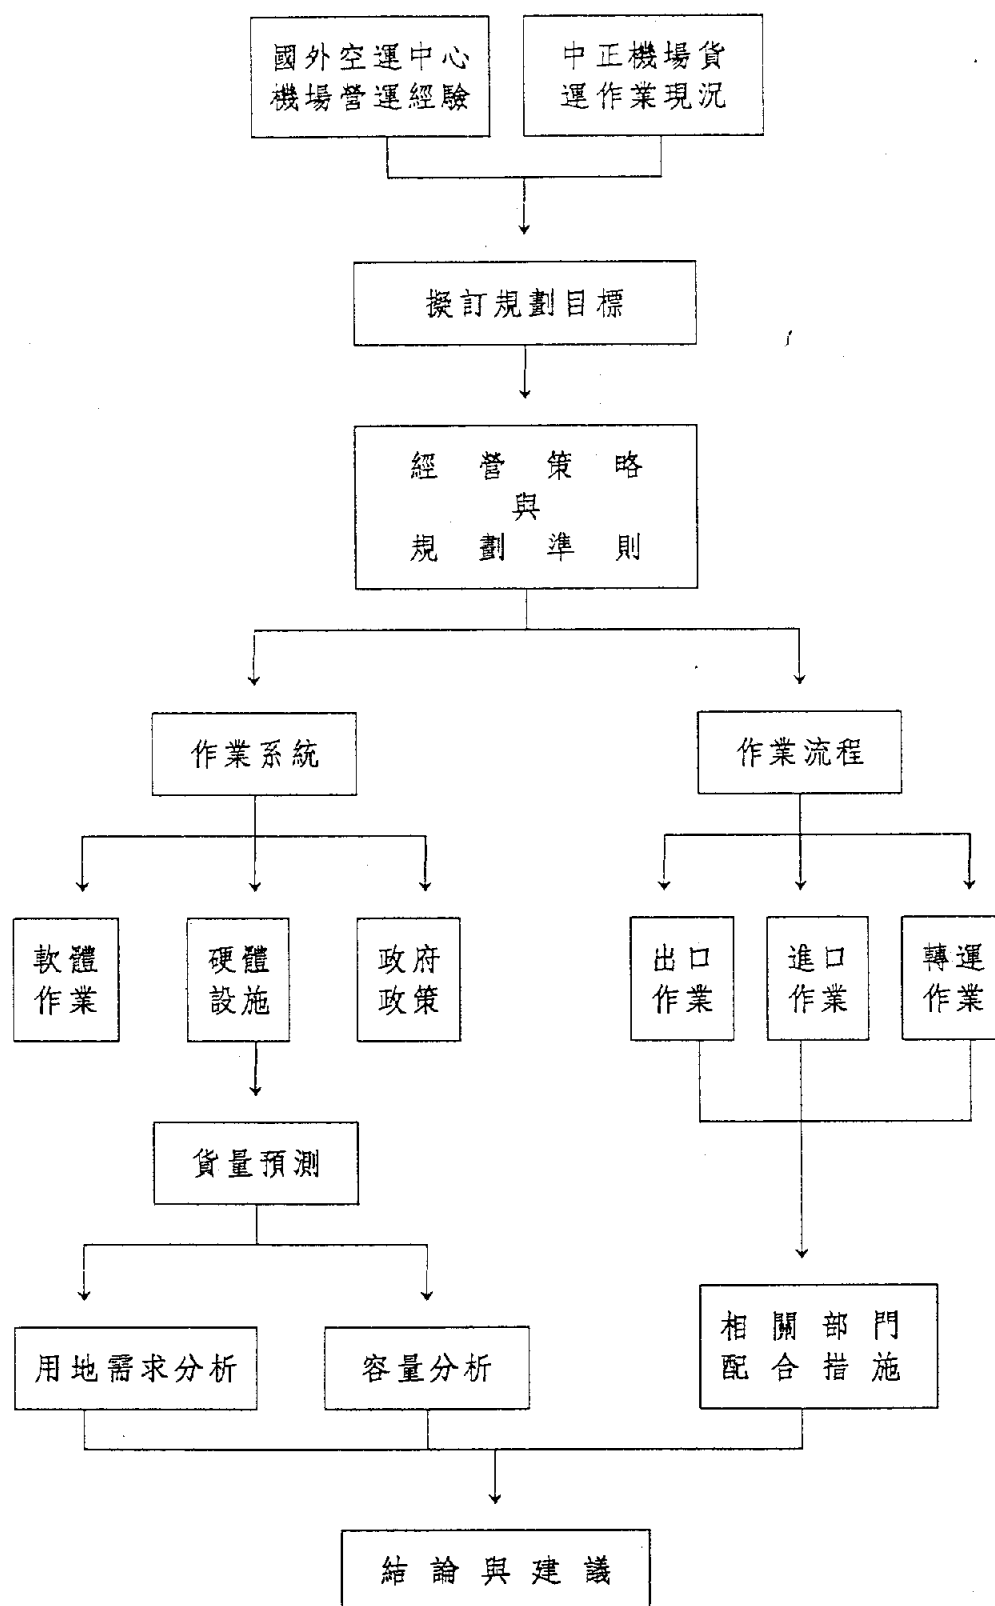 國外空運中心
機場營運經驗
中正機場貨
運作業現況
擬訂規劃目標
經營策略
與
規劃準則
作業系統
作業流程
軟體
作業
硬體
設施
政府
政策
出口
作業
進口
作業
轉運
作業
貨量預測
用地需求分析
容量分析
相關部門
配合措施
結論與建議